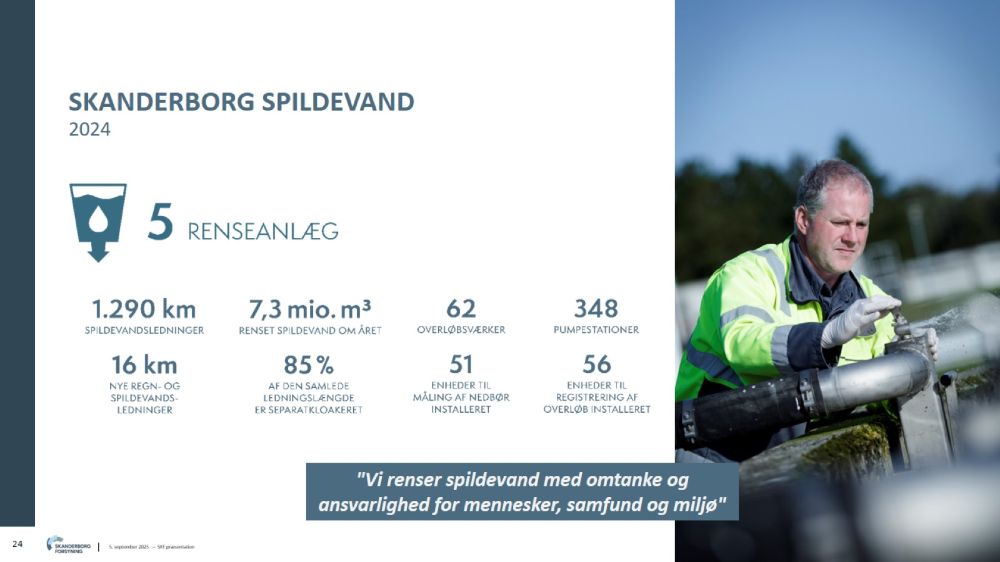 SKANDERBORG SPILDEVAND
2024
5 RENSEANLÆG
1.290 km
SPILDEVANDSLEDNINGER
7,3 mio. m³
RENSET SPILDEVAND OM ÅRET
62
OVERLØBSVÆRKER
348
PUMPESTATIONER
16 km
NYE REGN- OG
SPILDEVANDS-
LEDNINGER
85 %
AF DEN SAMLEDE
LEDNINGSLÆNGDE
ER SEPARATKLOAKERET
51
ENHEDER TIL
MÅLING AF NEDBØR
INSTALLERET
56
ENHEDER TIL
REGISTRERING AF
OVERLØB INSTALLERET
"Vi renser spildevand med omtanke og
ansvarlighed for mennesker, samfund og miljø"
24
SKANDERBORG
FORSYNING
5. september 2025 – SKF præsentation